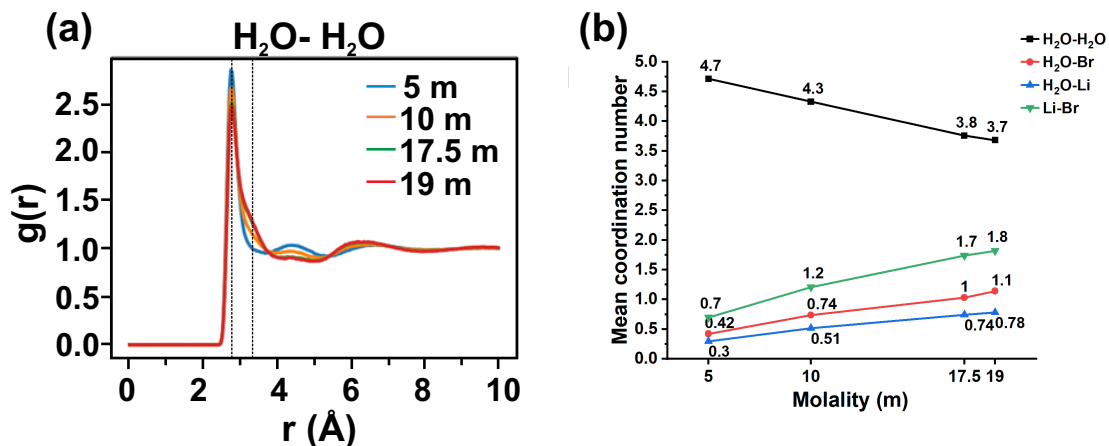 (a)
H₂O- H₂O
5 m
10 m
17.5 m
19 m
g(r)
2.5
2.0
1.5
1.0
0.5
0.0
0 2 4 6 8 10
r (Å)
(b)
H₂O-H₂O
H₂O-Br
H₂O-Li
Li-Br
Mean coordination number
5.0
4.5
4.0
3.5
3.0
2.5
2.0
1.5
1.0
0.5
0.0
4.7 4.3 3.8 3.7
0.7 1.2 1.7 1.8
0.42 0.74 1 1.1
0.3 0.51 0.74 0.78
5 10 17.5 19
Molality (m)